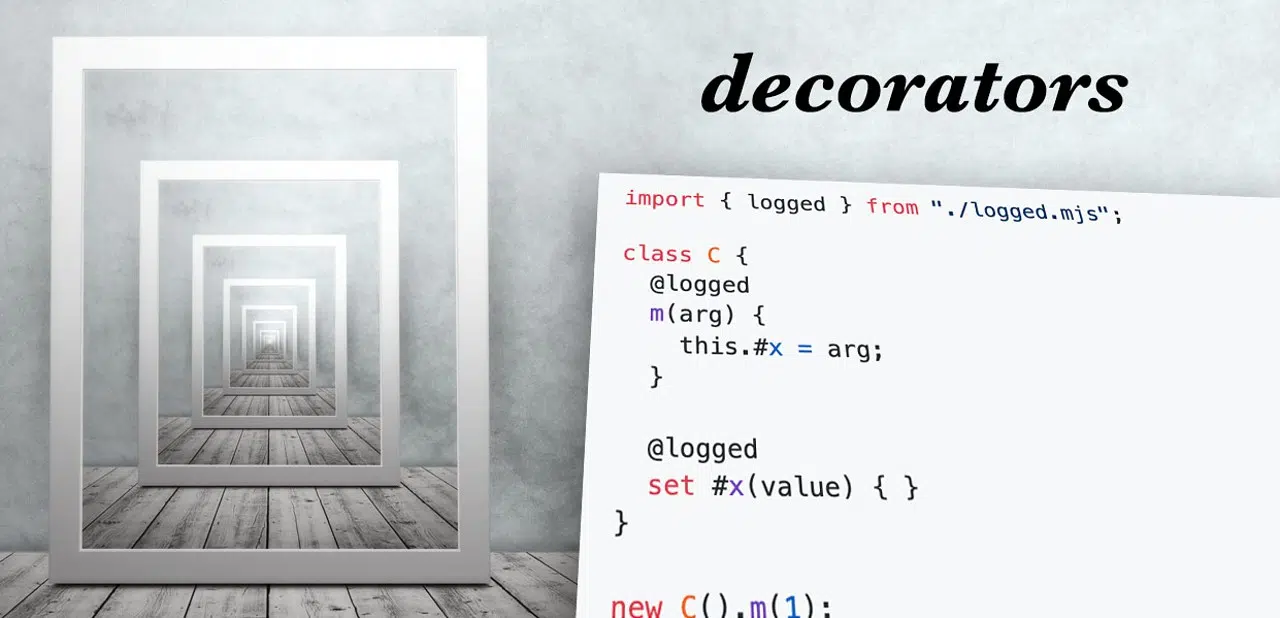 decorators
import { logged } from "./logged.mjs";
class C {
@logged
m(arg) {
this.#x = arg;
}
@logged
set #x(value) { }
}
new C().m(1);